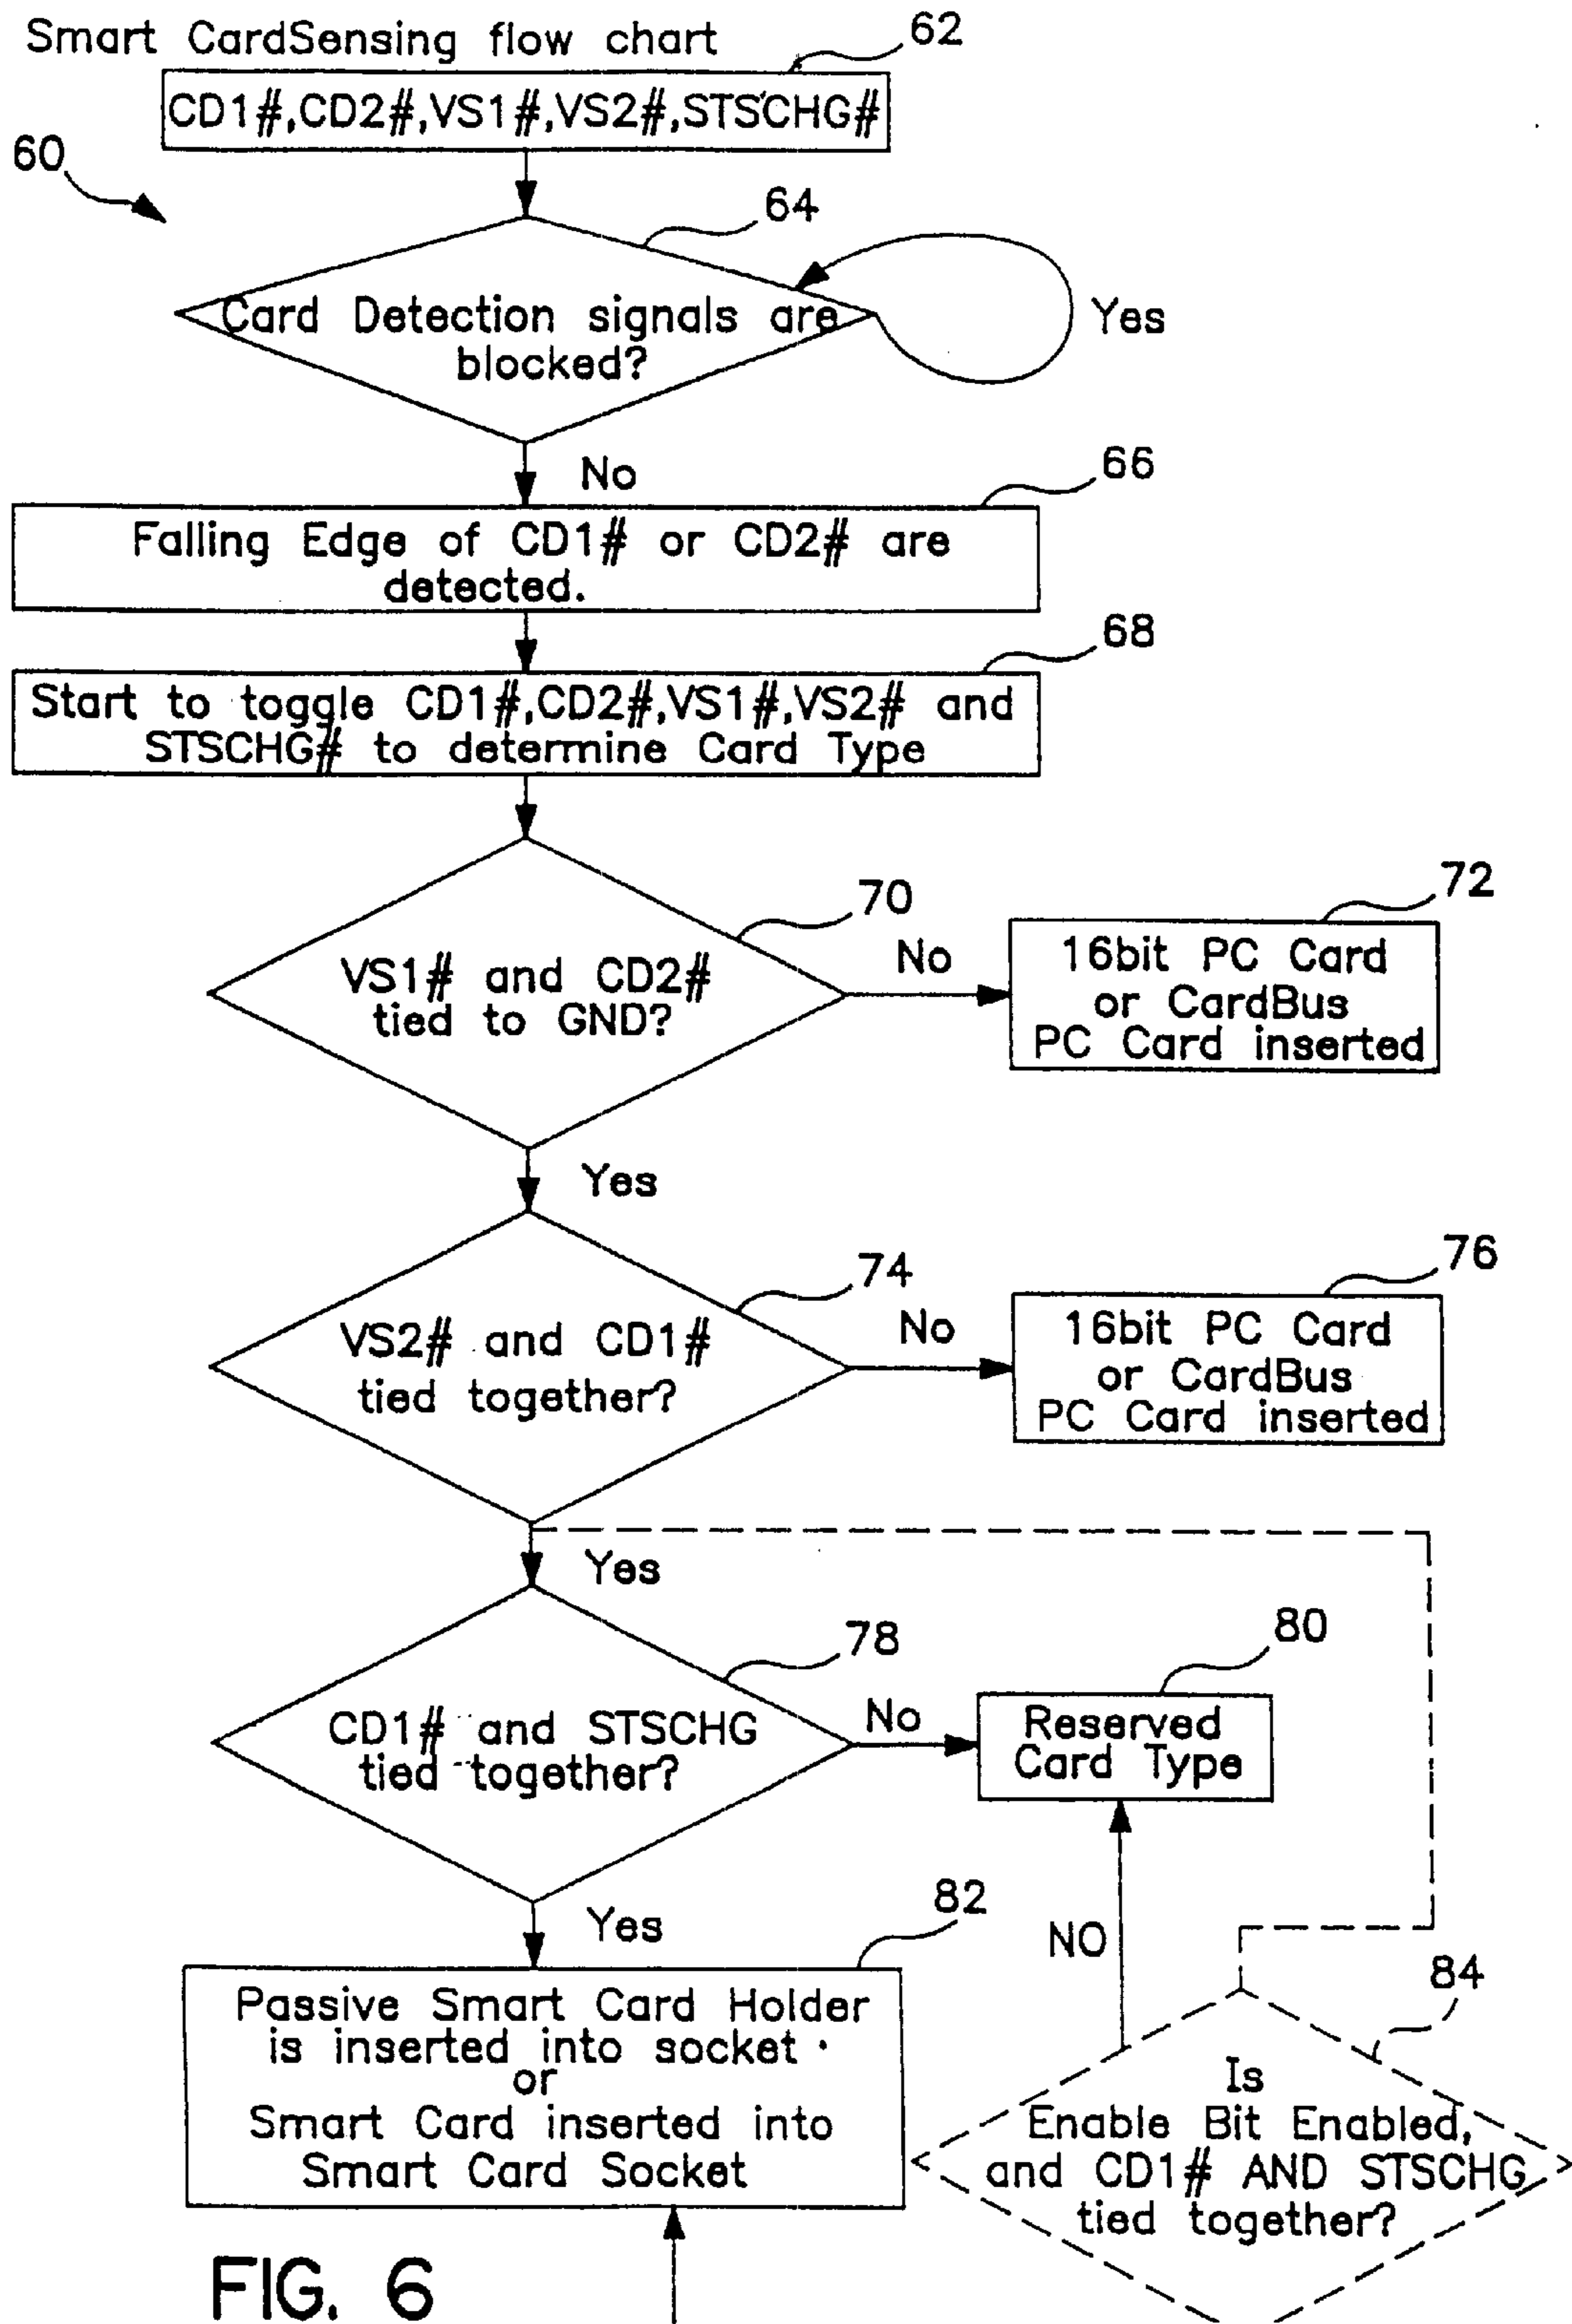 Smart CardSensing flow chart
62
CD1#,CD2#,VS1#,VS2#,STSCHG#
60
64
Card Detection signals are
blocked?
Yes
No
66
Falling Edge of CD1# or CD2# are
detected.
68
Start to toggle CD1#,CD2#,VS1#,VS2# and
STSCHG# to determine Card Type
70
VS1# and CD2#
tied to GND?
No
72
16bit PC Card
or CardBus
PC Card inserted
Yes
74
VS2# and CD1#
tied together?
No
76
16bit PC Card
or CardBus
PC Card inserted
Yes
78
CD1# and STSCHG
tied together?
No
80
Reserved
Card Type
Yes
82
Passive Smart Card Holder
is inserted into socket
or
Smart Card inserted into
Smart Card Socket
NO
84
Is
Enable Bit Enabled,
and CD1# AND STSCHG
tied together?
FIG. 6